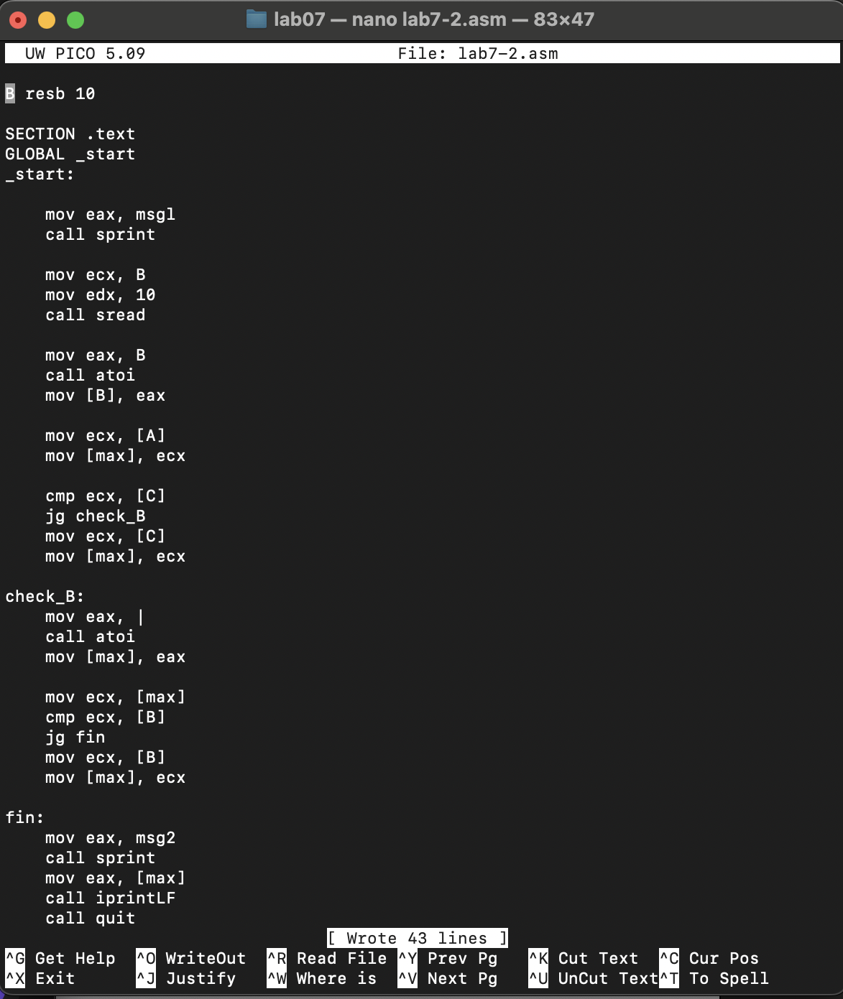 lab07 — nano lab7-2.asm — 83×47
UW PICO 5.09 File: lab7-2.asm
B resb 10
SECTION .text
GLOBAL _start
_start:
mov eax, msgl
call sprint
mov ecx, B
mov edx, 10
call sread
mov eax, B
call atoi
mov [B], eax
mov ecx, [A]
mov [max], ecx
cmp ecx, [C]
jg check_B
mov ecx, [C]
mov [max], ecx
check_B:
mov eax, |
call atoi
mov [max], eax
mov ecx, [max]
cmp ecx, [B]
jg fin
mov ecx, [B]
mov [max], ecx
fin:
mov eax, msg2
call sprint
mov eax, [max]
call iprintLF
call quit
[ Wrote 43 lines ]
^G Get Help ^O WriteOut ^R Read File ^Y Prev Pg ^K Cut Text ^C Cur Pos
^X Exit ^J Justify ^W Where is ^V Next Pg ^U UnCut Text ^T To Spell